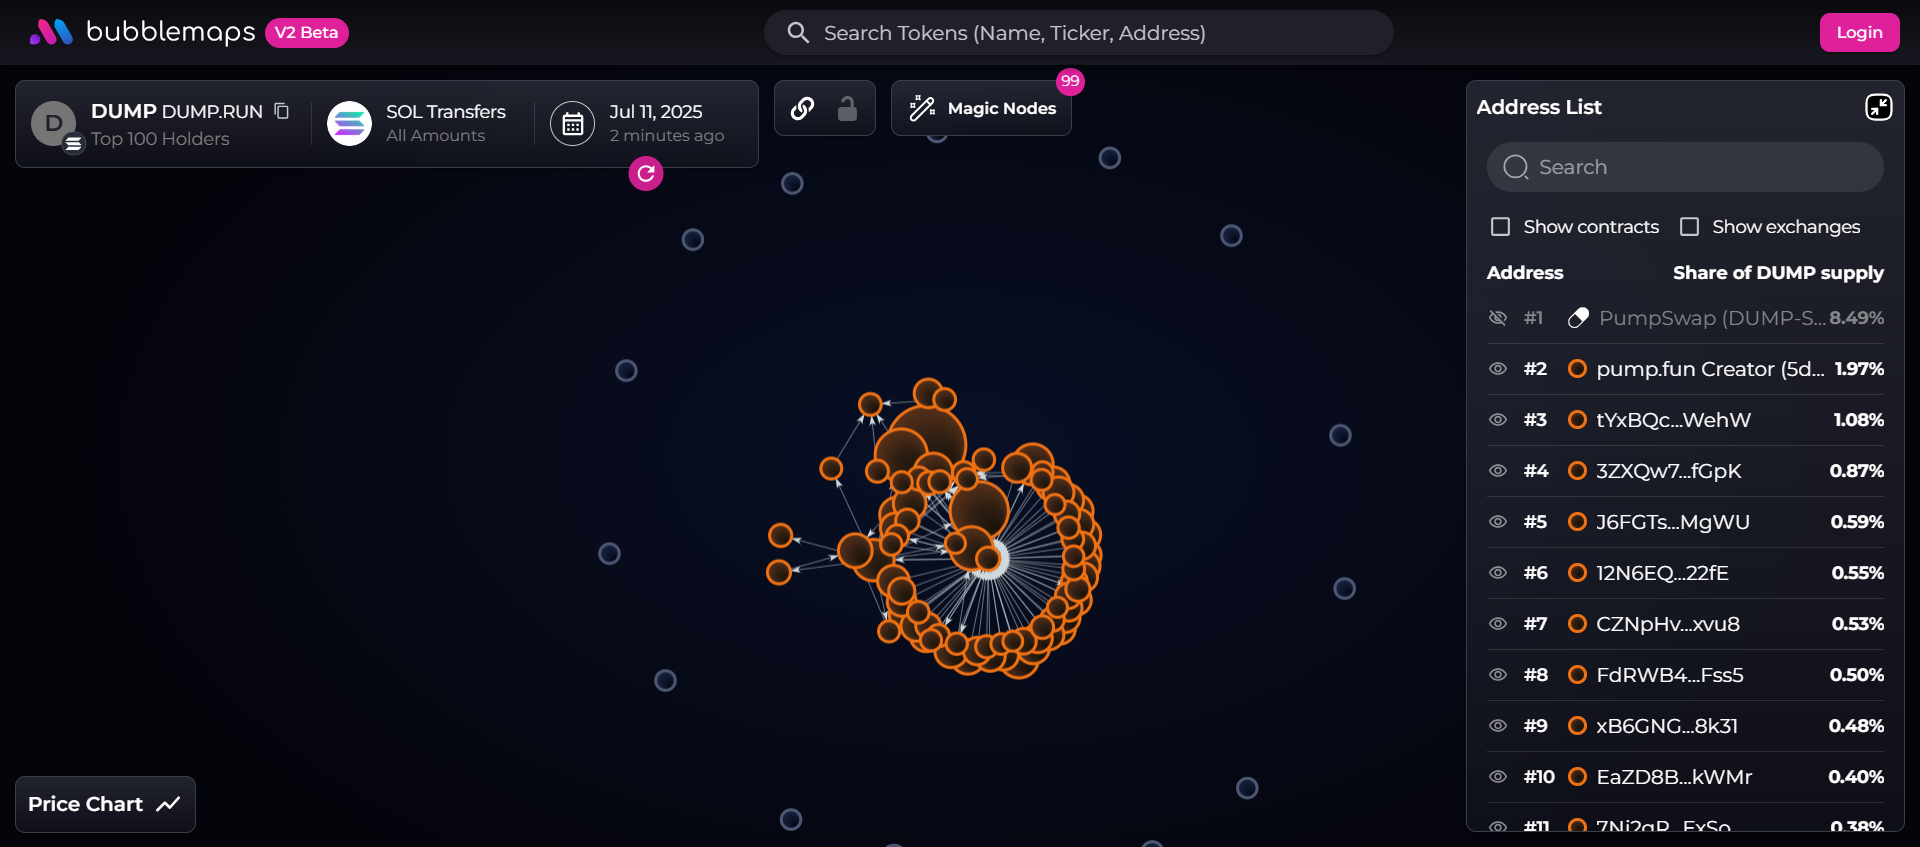 bubblemaps V2 Beta
Search Tokens (Name, Ticker, Address)
Login
D
DUMP DUMP.RUN
Top 100 Holders
SOL Transfers
All Amounts
Jul 11, 2025
2 minutes ago
Magic Nodes
99
Address List
Search
Show contracts
Show exchanges
Address Share of DUMP supply
#1 PumpSwap (DUMP-S... 8.49%
#2 pump.fun Creator (5d... 1.97%
#3 tYxBQc...WehW 1.08%
#4 3ZXQw7...fGpK 0.87%
#5 J6FGTs...MgWU 0.59%
#6 12N6EQ...22fE 0.55%
#7 CZNpHv...xvu8 0.53%
#8 FdRWB4...Fss5 0.50%
#9 xB6GNG...8k31 0.48%
#10 EaZD8B...kWMr 0.40%
#11 0.38%
Price Chart